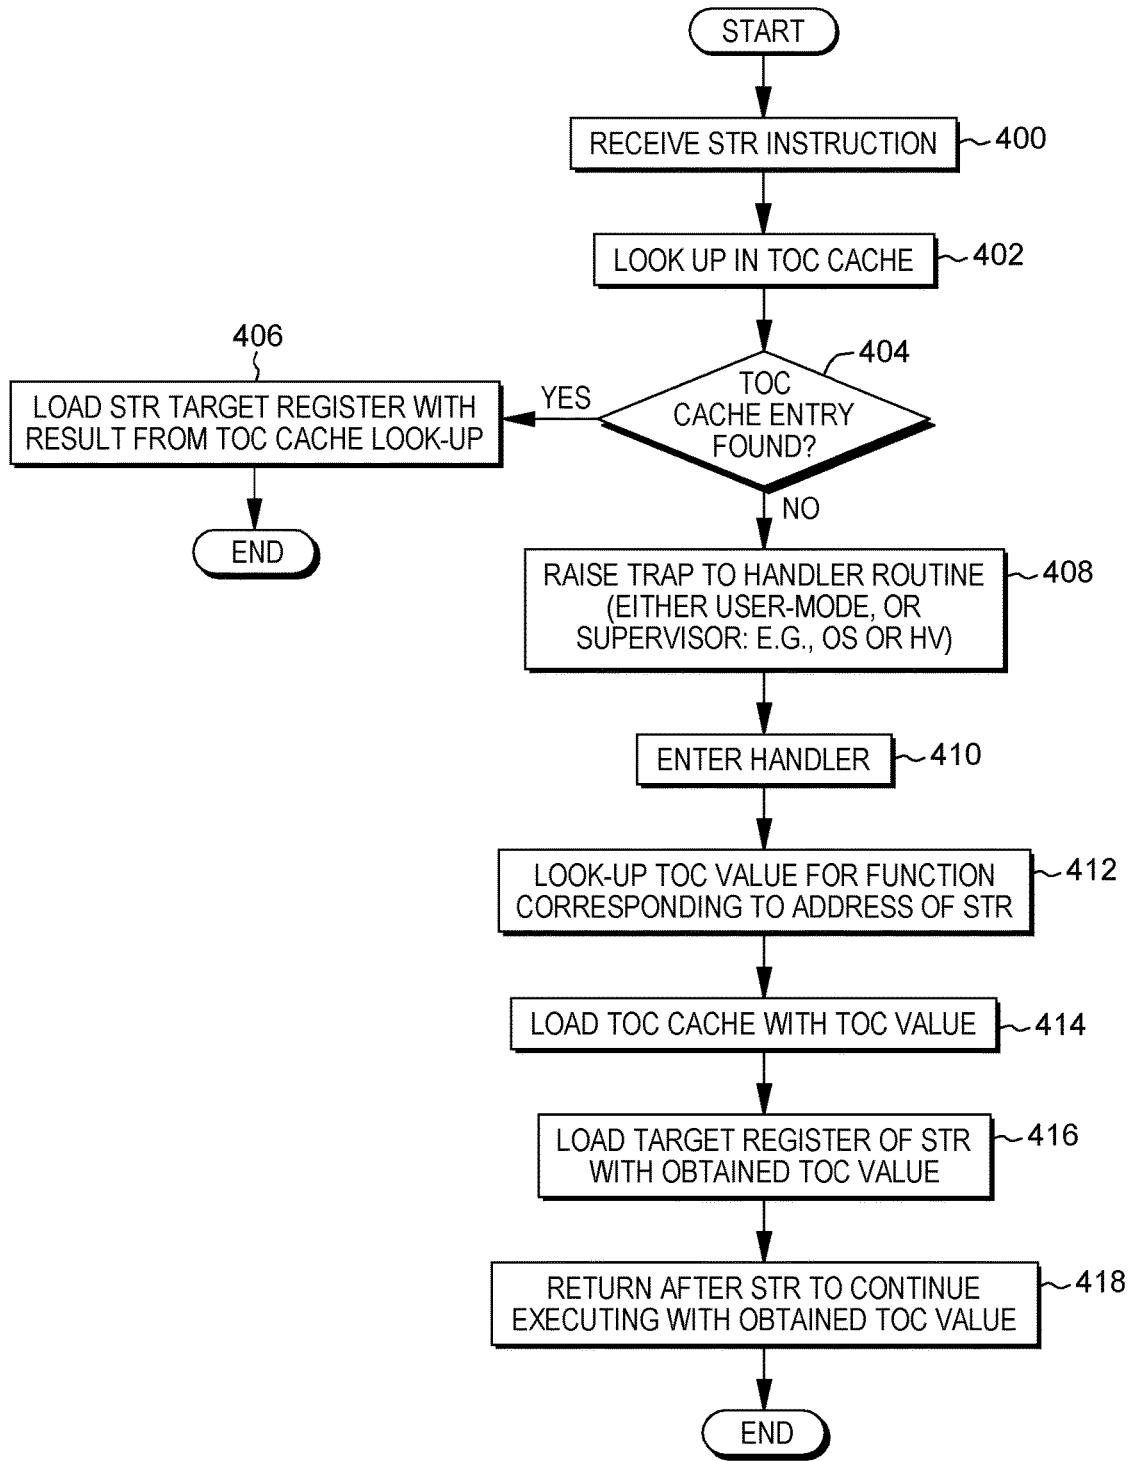 START
RECEIVE STR INSTRUCTION
400
LOOK UP IN TOC CACHE
402
404
TOC
CACHE ENTRY
FOUND?
YES
406
LOAD STR TARGET REGISTER WITH
RESULT FROM TOC CACHE LOOK-UP
END
NO
RAISE TRAP TO HANDLER ROUTINE
(EITHER USER-MODE, OR
SUPERVISOR: E.G., OS OR HV)
408
ENTER HANDLER
410
LOOK-UP TOC VALUE FOR FUNCTION
CORRESPONDING TO ADDRESS OF STR
412
LOAD TOC CACHE WITH TOC VALUE
414
LOAD TARGET REGISTER OF STR
WITH OBTAINED TOC VALUE
416
RETURN AFTER STR TO CONTINUE
EXECUTING WITH OBTAINED TOC VALUE
418
END